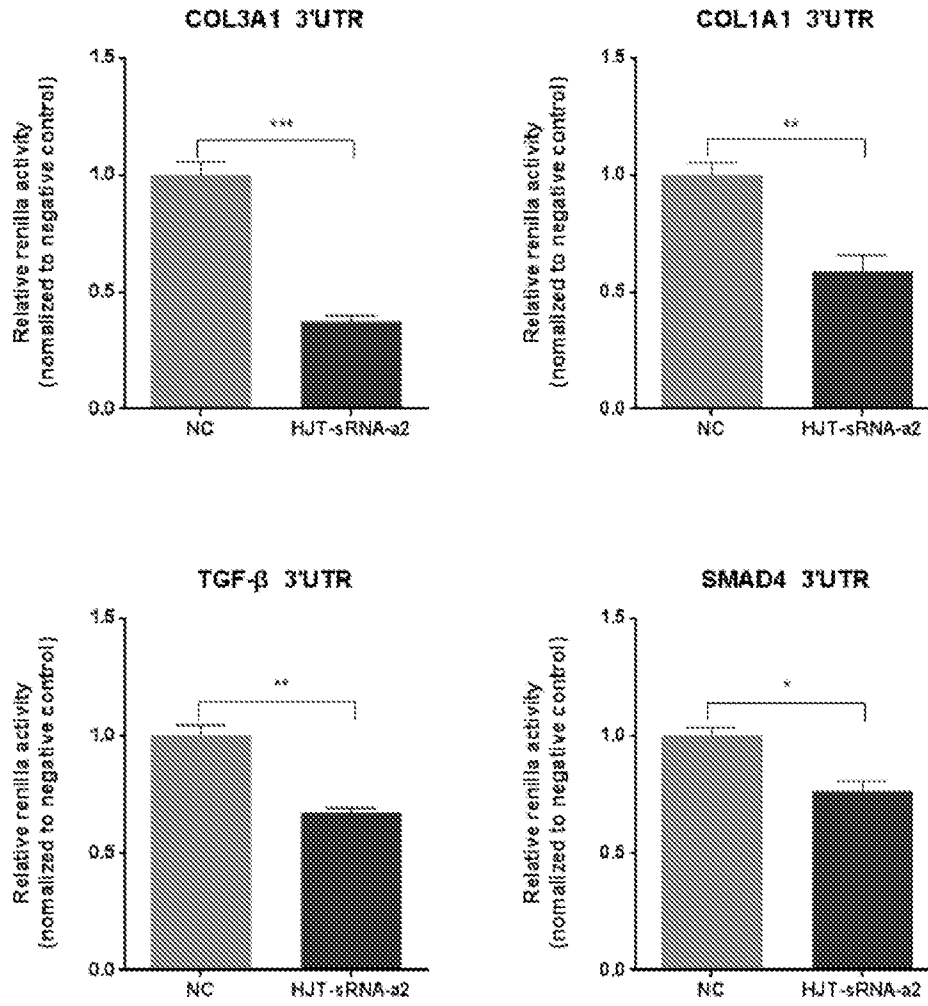 COL3A1 3'UTR
Relative renilla activity
(nomalized to negative control)
1.5
1.0
0.5
0.0
***
NC
HJT-sRNA-a2
COL1A1 3'UTR
Relative renilla activity
(nomalized to negative control)
1.5
1.0
0.5
0.0
**
NC
HJT-sRNA-a2
TGF-β 3'UTR
Relative renilla activity
(nomalized to negative control)
1.5
1.0
0.5
0.0
**
NC
HJT-sRNA-a2
SMAD4 3'UTR
Relative renilla activity
(nomalized to negative control)
1.5
1.0
0.5
0.0
*
NC
HJT-sRNA-a2